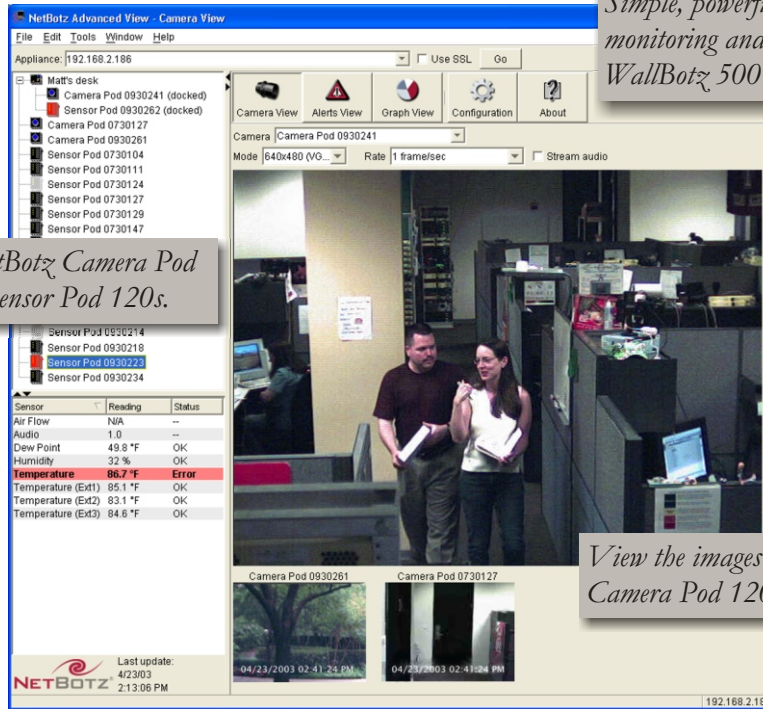 NetBotz Advanced View - Camera View
File Edit Tools Window Help
Appliance: 192.168.2.186
Use SSL Go
Simple, powerf
monitoring and
WallBotz 500
Matt's desk
Camera Pod 0930241 (docked)
Sensor Pod 0930262 (docked)
Camera Pod 0730127
Camera Pod 0930261
Sensor Pod 0730104
Sensor Pod 0730111
Sensor Pod 0730124
Sensor Pod 0730127
Sensor Pod 0730129
Sensor Pod 0730147
tBotz Camera Pod
ensor Pod 120s.
Sensor Pod 0930214
Sensor Pod 0930218
Sensor Pod 0930223
Sensor Pod 0930234
Sensor Reading Status
Air Flow N/A --
Audio 1.0 --
Dew Point 49.8 °F OK
Humidity 32 % OK
Temperature 86.7 °F Error
Temperature (Ext1) 85.1 °F OK
Temperature (Ext2) 83.1 °F OK
Temperature (Ext3) 84.6 °F OK
NETBOTZ
Last update:
4/23/03
2:13:06 PM
Camera View Alerts View Graph View Configuration About
Camera Camera Pod 0930241
Mode 640x480 (VG... Rate 1 frame/sec Stream audio
View the images
Camera Pod 120
Camera Pod 0930261 Camera Pod 0730127
04/23/2003 02:41:24 PM 04/23/2003 02:41:24 PM
192.168.2.18